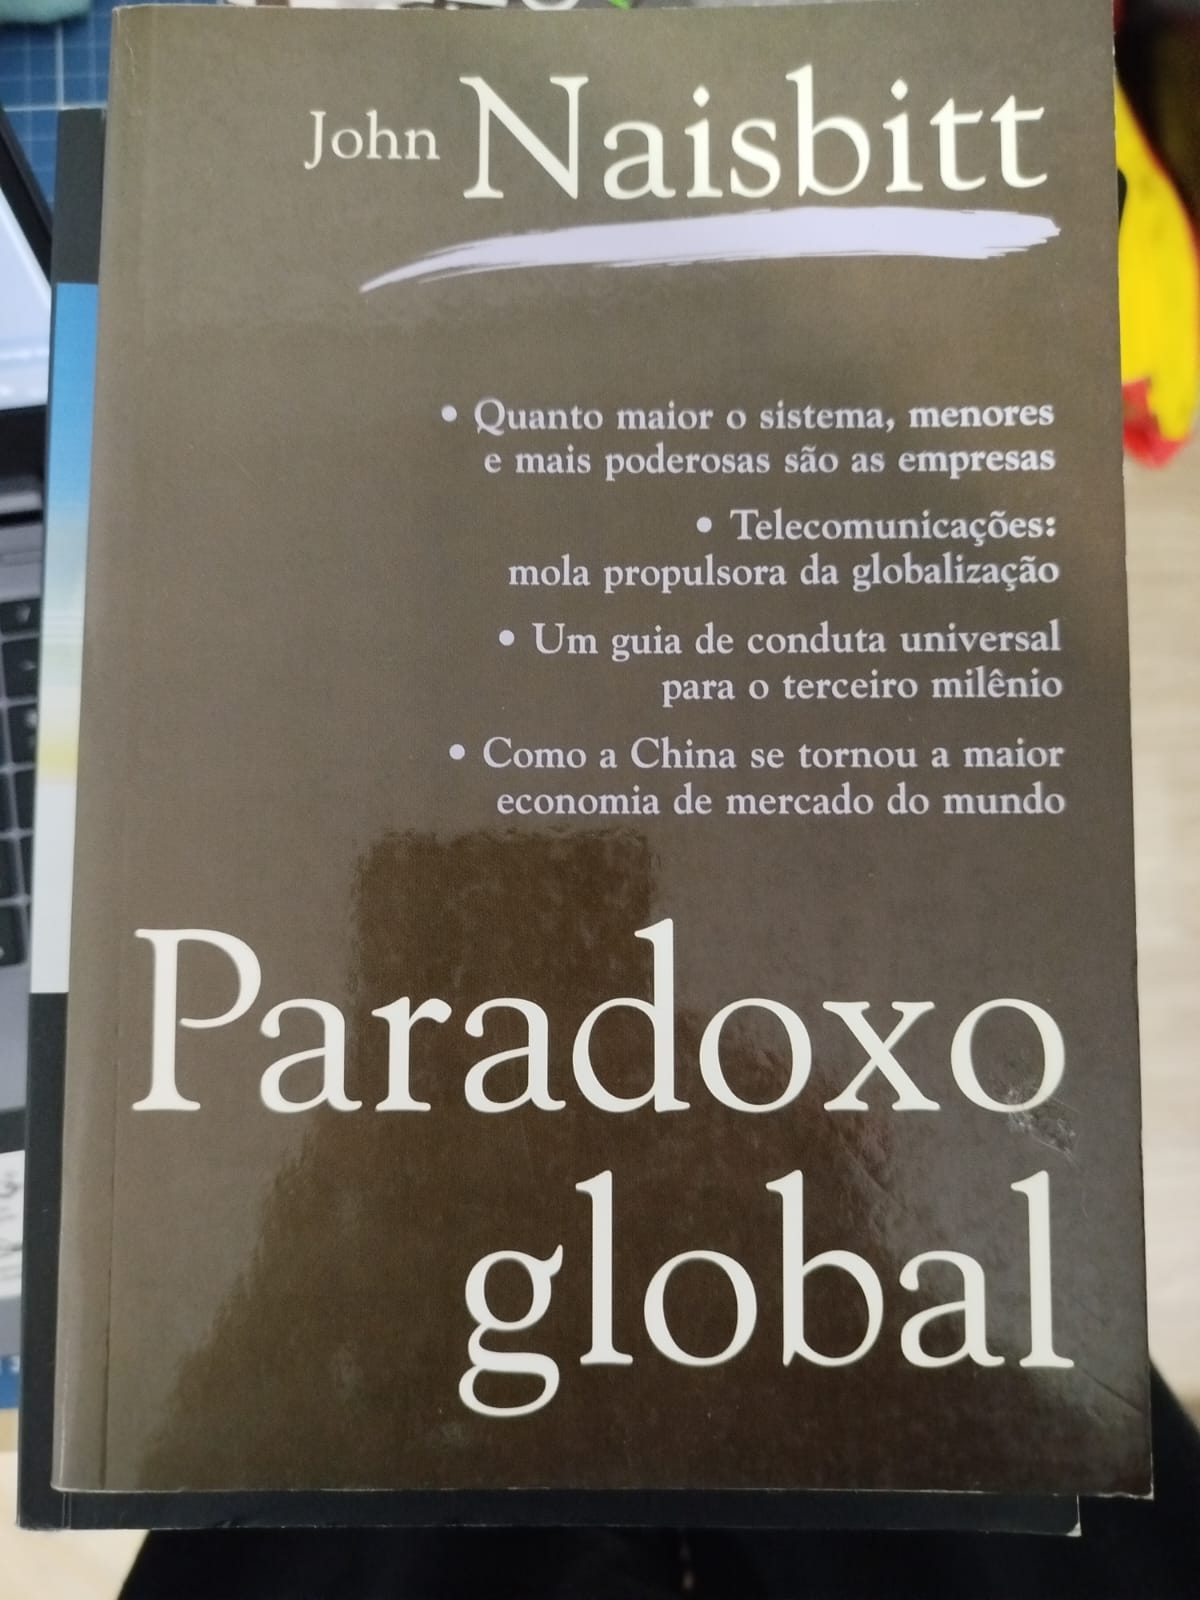 John Naisbitt
• Quanto maior o sistema, menores
e mais poderosas são as empresas
• Telecomunicações:
mola propulsora da globalização
• Um guia de conduta universal
para o terceiro milênio
• Como a China se tornou a maior
economia de mercado do mundo
Paradoxo
global